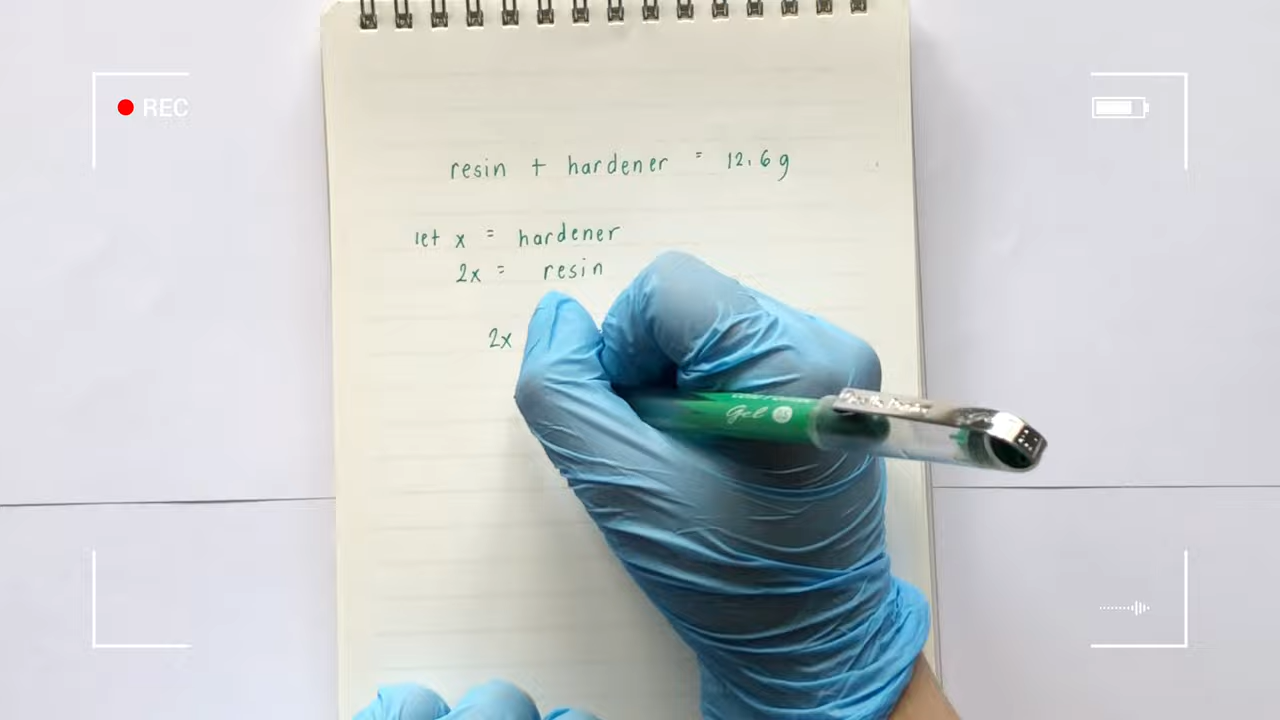 REC
resin + hardener = 12.6g
let x = hardener
2x = resin
2x
Gel